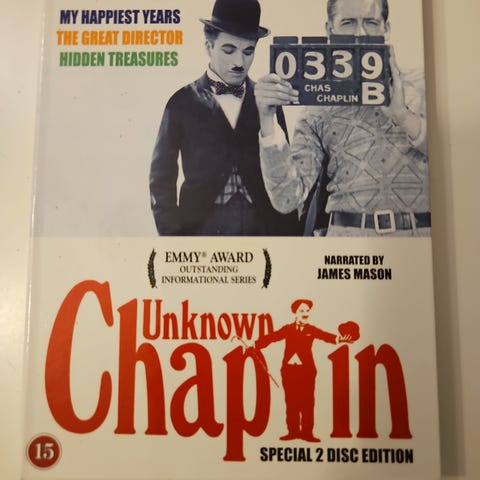 MY HAPPIEST YEARS
THE GREAT DIRECTOR
HIDDEN TREASURES
0339
CHAS
CHAPLIN B
EMMY® AWARD
OUTSTANDING
INFORMATIONAL SERIES
NARRATED BY
JAMES MASON
Unknown
Chaplin
15
SPECIAL 2 DISC EDITION